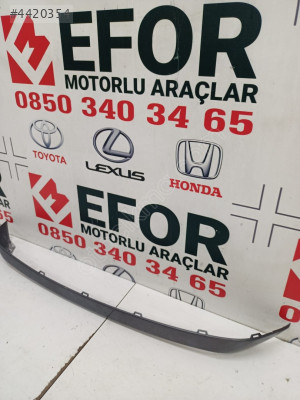 #4420354
EFOR
MOTORLU ARAÇLAR
0850 340 34 65
TOYOTA
LEXUS
HONDA
EFOR
MOTORLU ARAÇLAR
0850 340 34 65